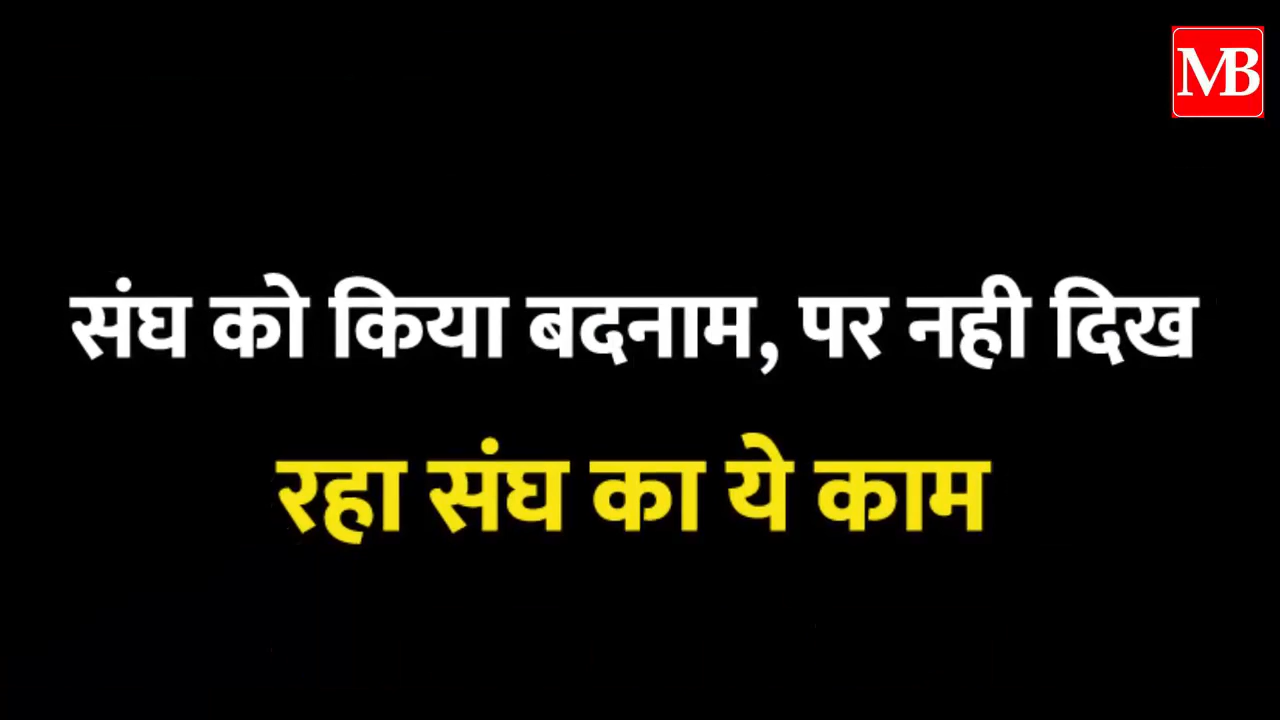 MB
संघ को किया बदनाम, पर नही दिख
रहा संघ का ये काम